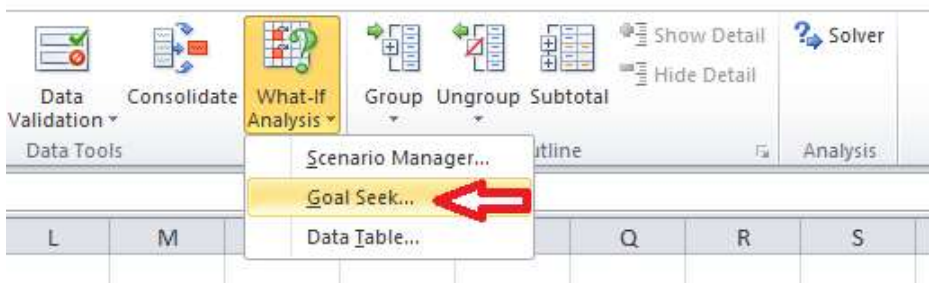 Data
Validation
Consolidate
What-If
Analysis
Group
Ungroup
Subtotal
Show Detail
Hide Detail
Solver
Data Tools
utline
Analysis
Scenario Manager...
Goal Seek...
Data Table...
L
M
Q
R
S